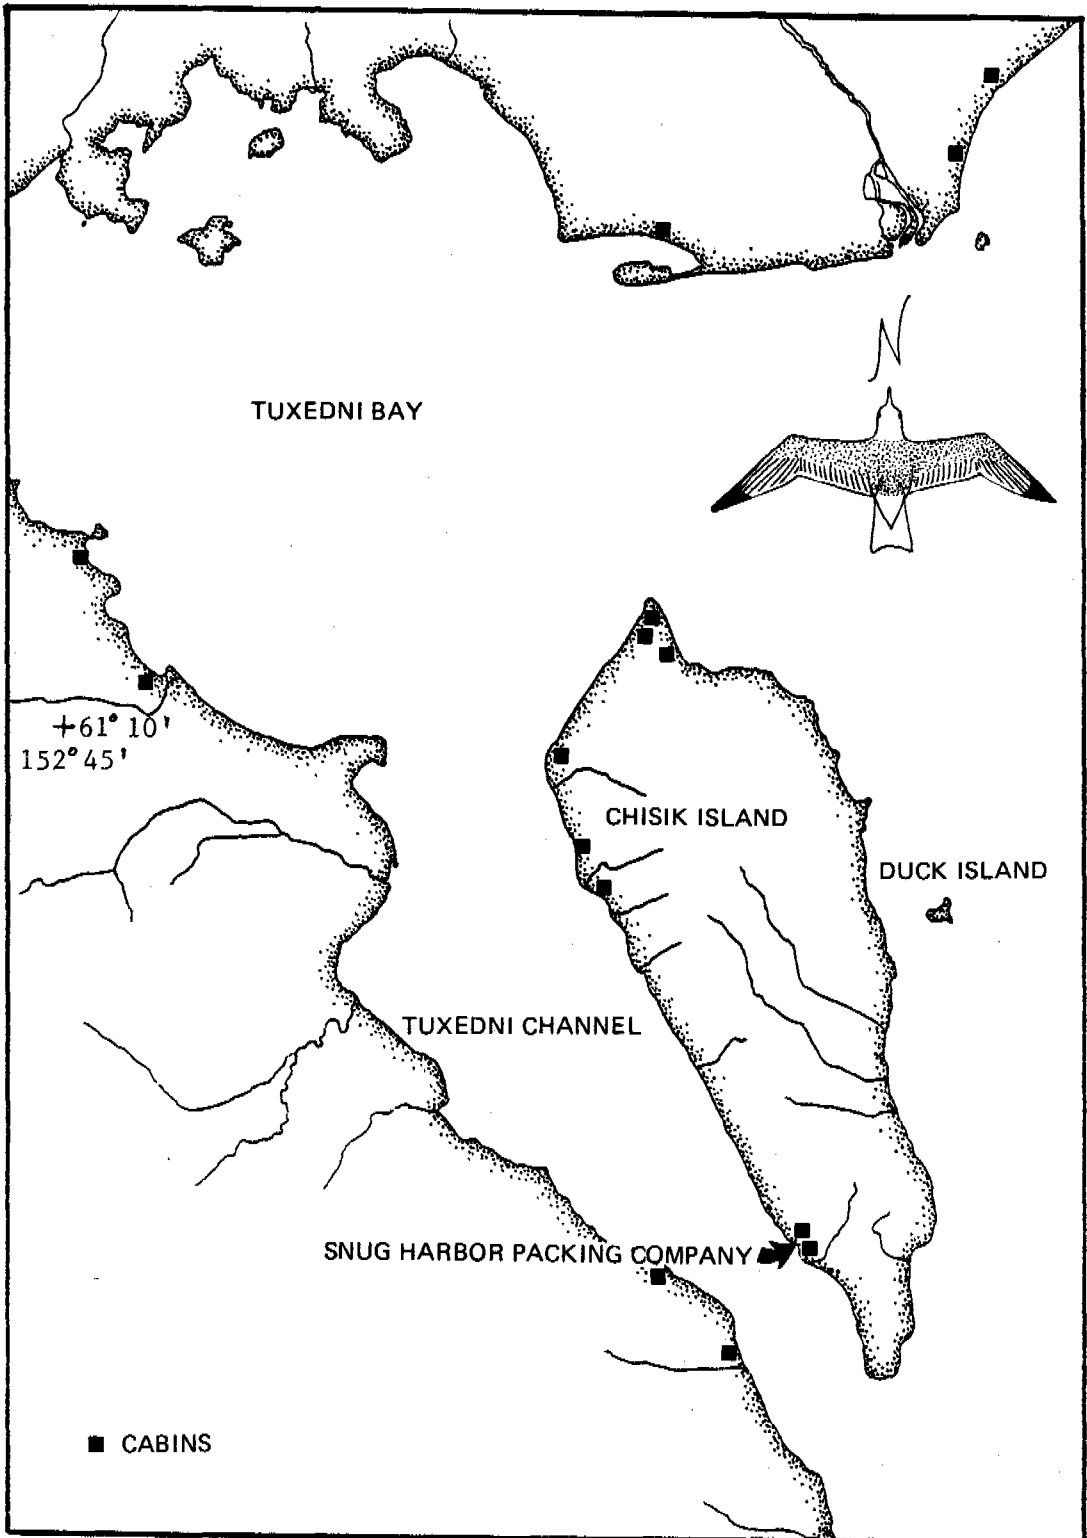 N
TUXEDNI BAY
+61° 10'
152° 45'
CHISIK ISLAND
DUCK ISLAND
TUXEDNI CHANNEL
SNUG HARBOR PACKING COMPANY
CABINS